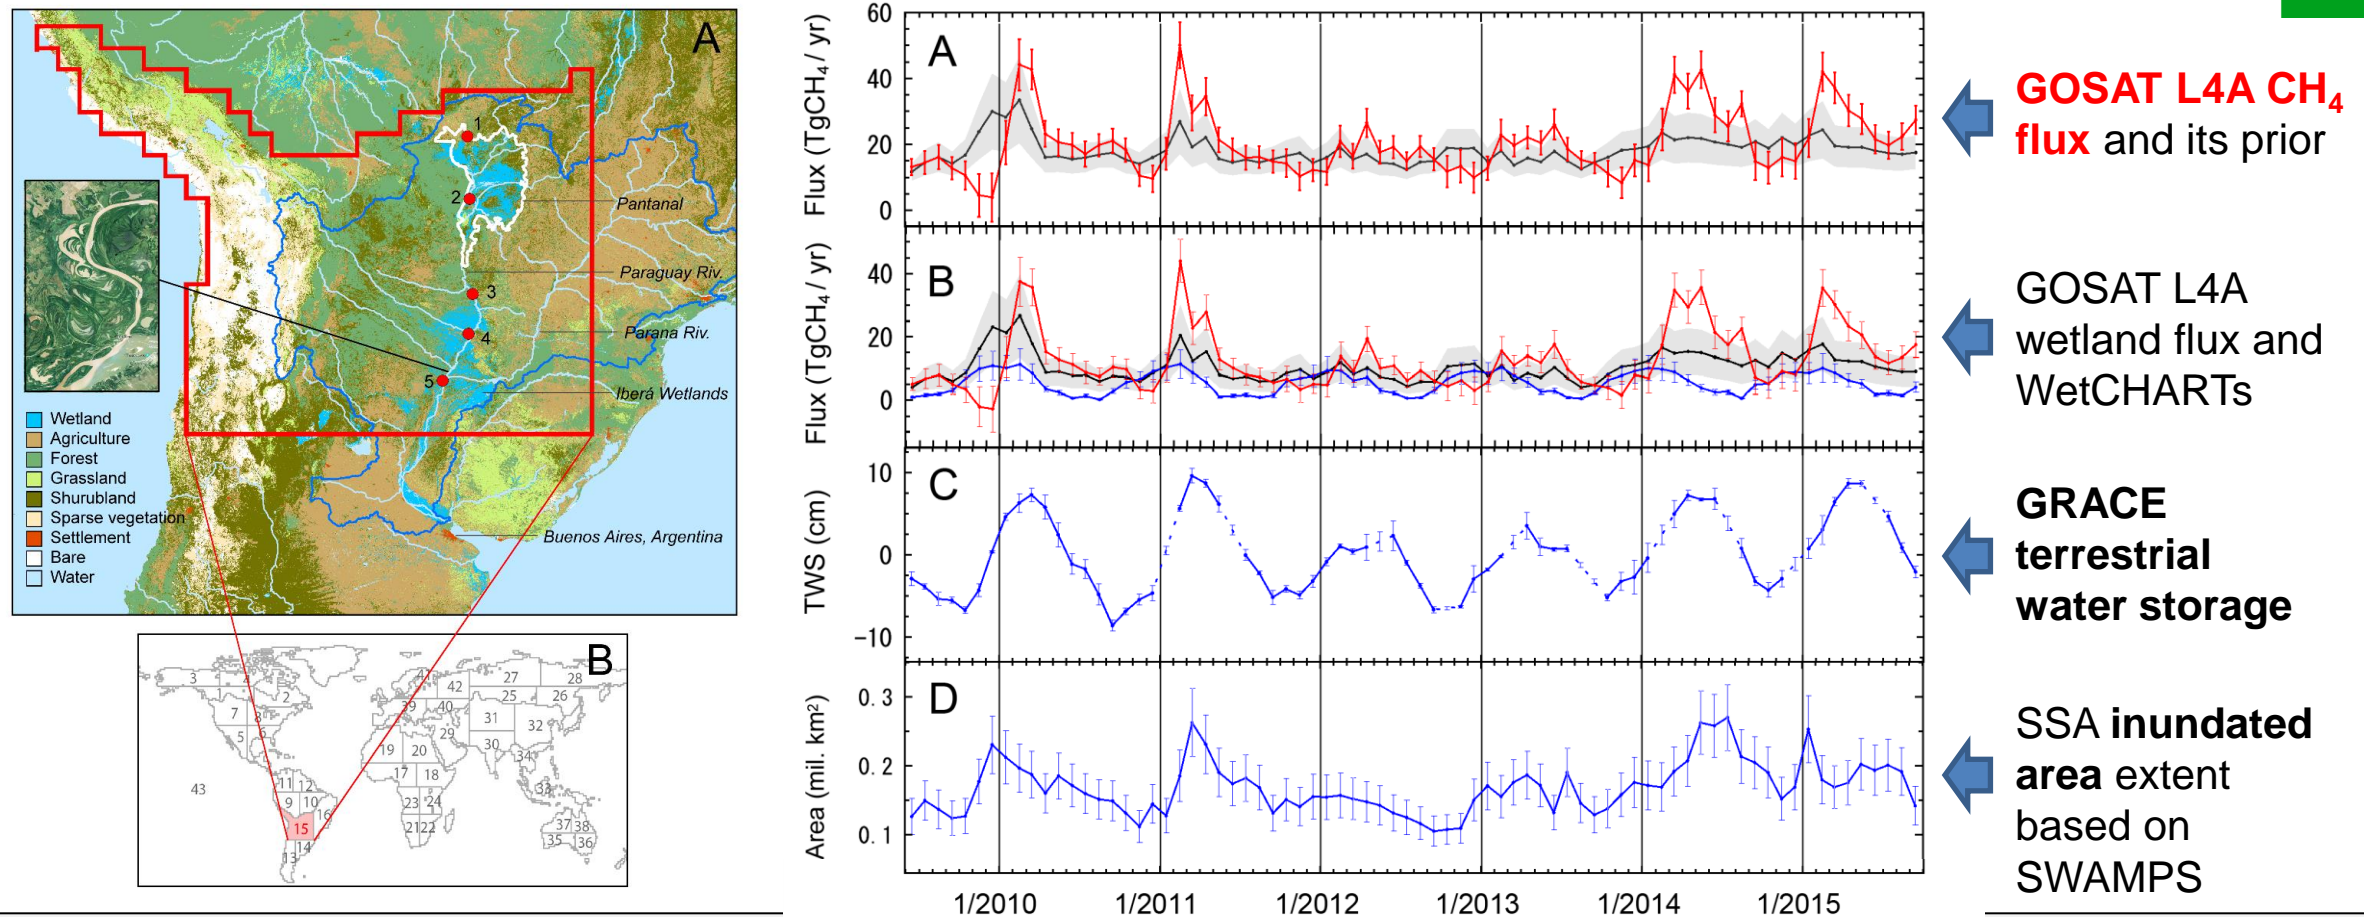 A
1
2
Pantanal
Paraguay Riv.
3
Parana Riv.
4
5
Iberá Wetlands
Buenos Aires, Argentina
Wetland
Agriculture
Forest
Grassland
Shurubland
Sparse vegetation
Settlement
Bare
Water
B
3
2
7
8
5
6
43
11
12
9
10
16
15
14
13
42
27
28
25
26
39
40
31
32
29
30
34
33
19
20
17
18
23
24
21
22
37
38
35
36
A
Flux (TTgCH₄/ yr)
60
40
20
0
B
Flux (TgCH₄/ yr)
40
20
0
C
TWS (cm)
10
0
−10
D
Area (mil. km²)
0.3
0.2
0.1
1/2010
1/2011
1/2012
1/2013
1/2014
1/2015
GOSAT L4A CH₄
flux and its prior
GOSAT L4A
wetland flux and
WetCHARTs
GRACE
terrestrial
water storage
SSA inundated
area extent
based on
SWAMPS